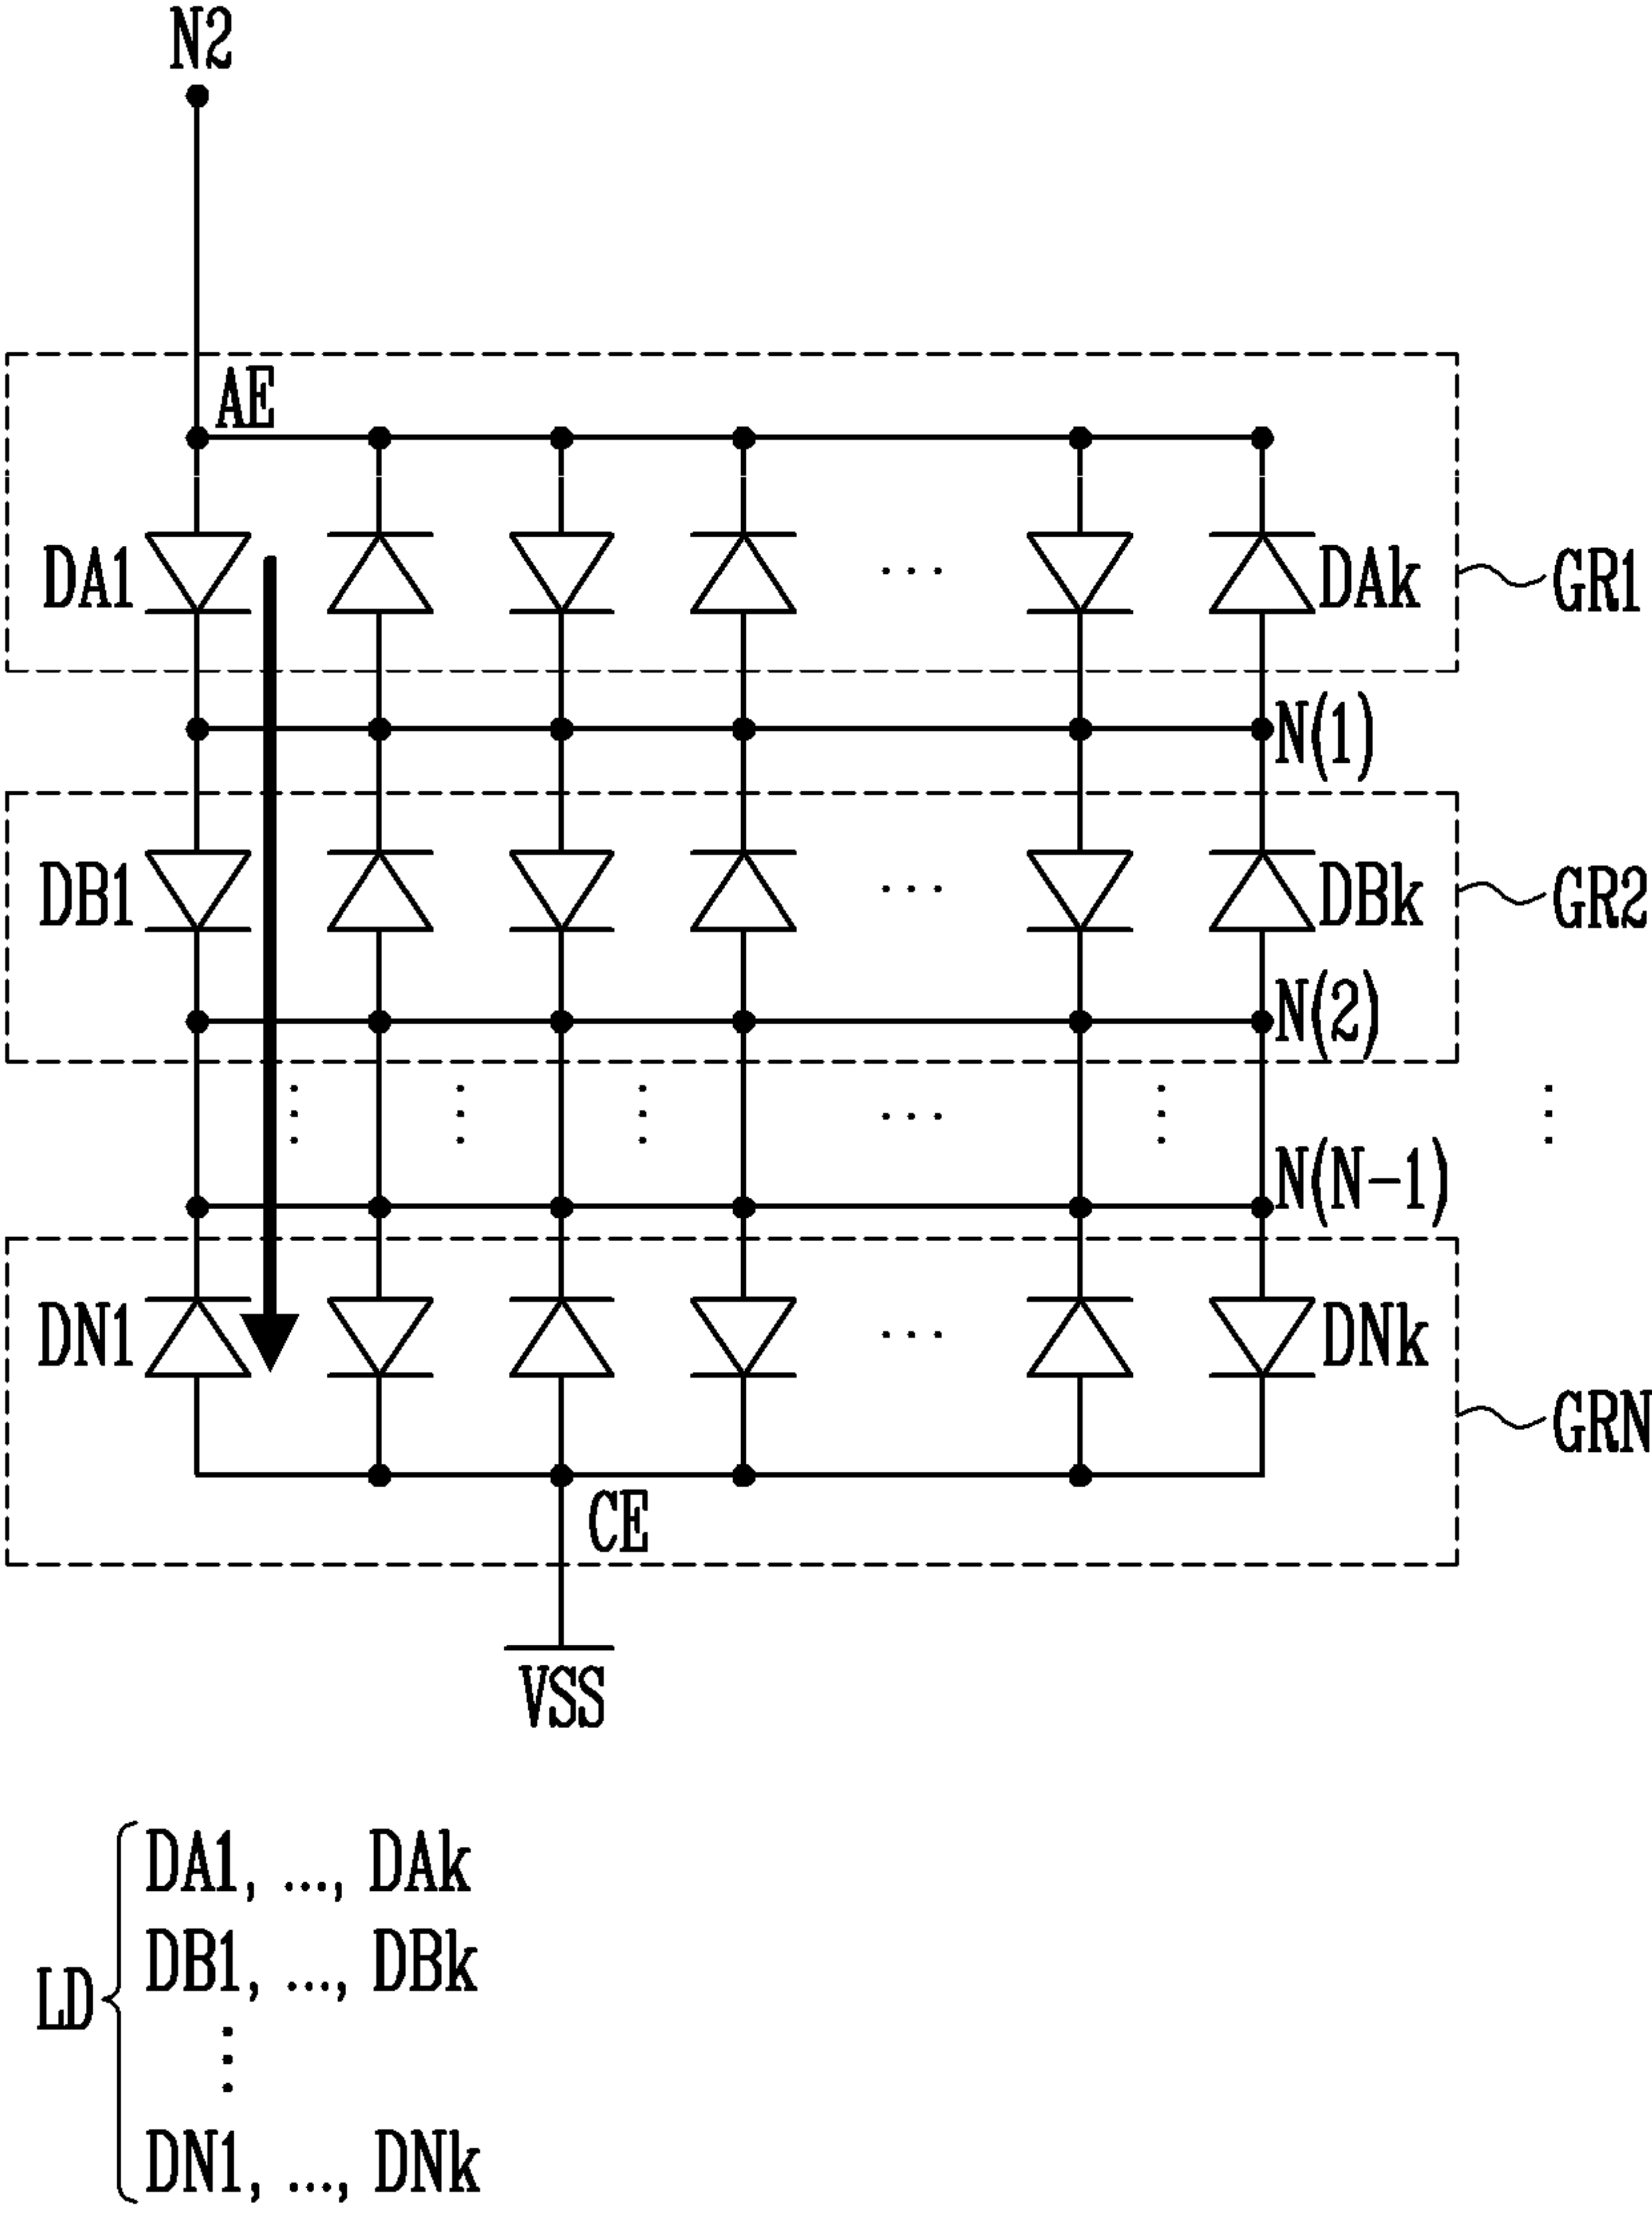 N2
AE
DA1
...
DAk
GR1
N(1)
DB1
...
DBk
GR2
N(2)
...
N(N-1)
DN1
...
DNk
GRN
CE
VSS
LD
DA1, ..., DAk
DB1, ..., DBk
DN1, ..., DNk